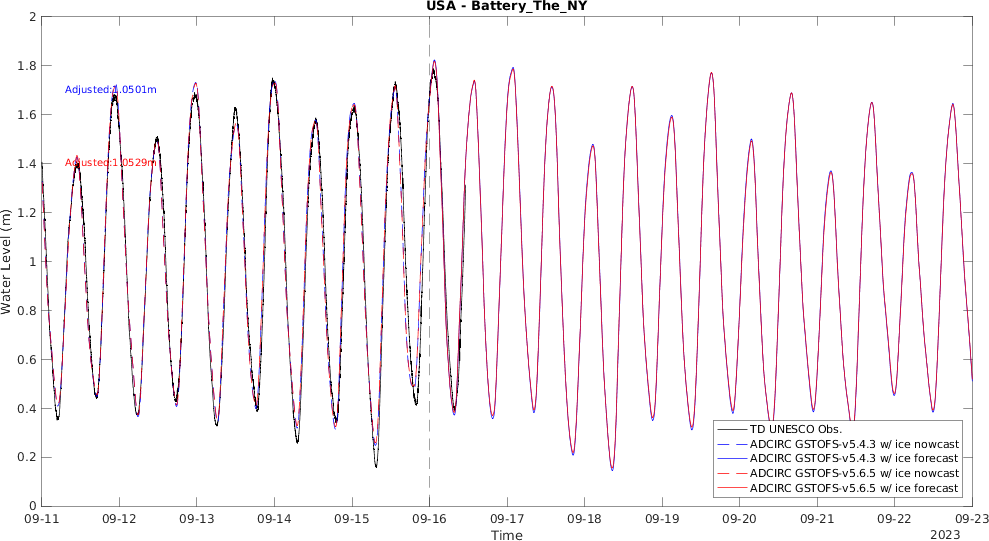 USA - Battery_The_NY
2
1.8
1.6
1.4
1.2
1
0.8
0.6
0.4
0.2
0
Water Level (m)
Adjusted:1.0501m
Adjusted:1.0529m
TD UNESCO Obs.
ADCIRC GSTOFS-v5.4.3 w/ ice nowcast
ADCIRC GSTOFS-v5.4.3 w/ ice forecast
ADCIRC GSTOFS-v5.6.5 w/ ice nowcast
ADCIRC GSTOFS-v5.6.5 w/ ice forecast
09-11 09-12 09-13 09-14 09-15 09-16 09-17 09-18 09-19 09-20 09-21 09-22 09-23
Time
2023